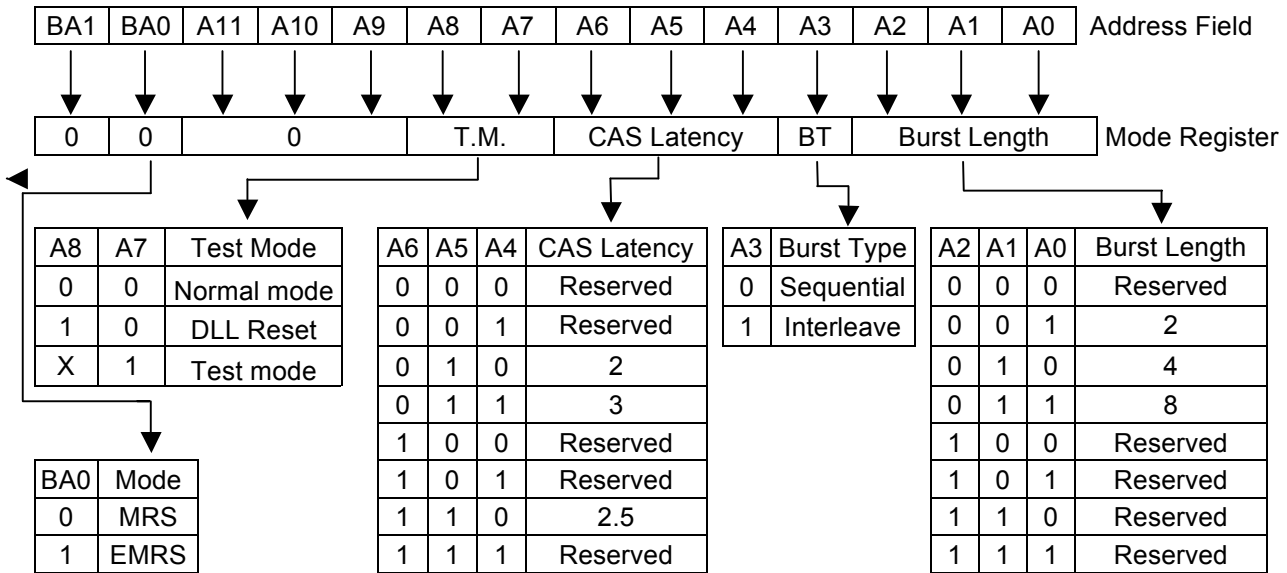 BA1 BA0 A11 A10 A9 A8 A7 A6 A5 A4 A3 A2 A1 A0 Address Field
0 0 0 T.M. CAS Latency BT Burst Length Mode Register
A8 A7 Test Mode
0 0 Normal mode
1 0 DLL Reset
X 1 Test mode
BA0 Mode
0 MRS
1 EMRS
A6 A5 A4 CAS Latency
0 0 0 Reserved
0 0 1 Reserved
0 1 0 2
0 1 1 3
1 0 0 Reserved
1 0 1 Reserved
1 1 0 2.5
1 1 1 Reserved
A3 Burst Type
0 Sequential
1 Interleave
A2 A1 A0 Burst Length
0 0 0 Reserved
0 0 1 2
0 1 0 4
0 1 1 8
1 0 0 Reserved
1 0 1 Reserved
1 1 0 Reserved
1 1 1 Reserved